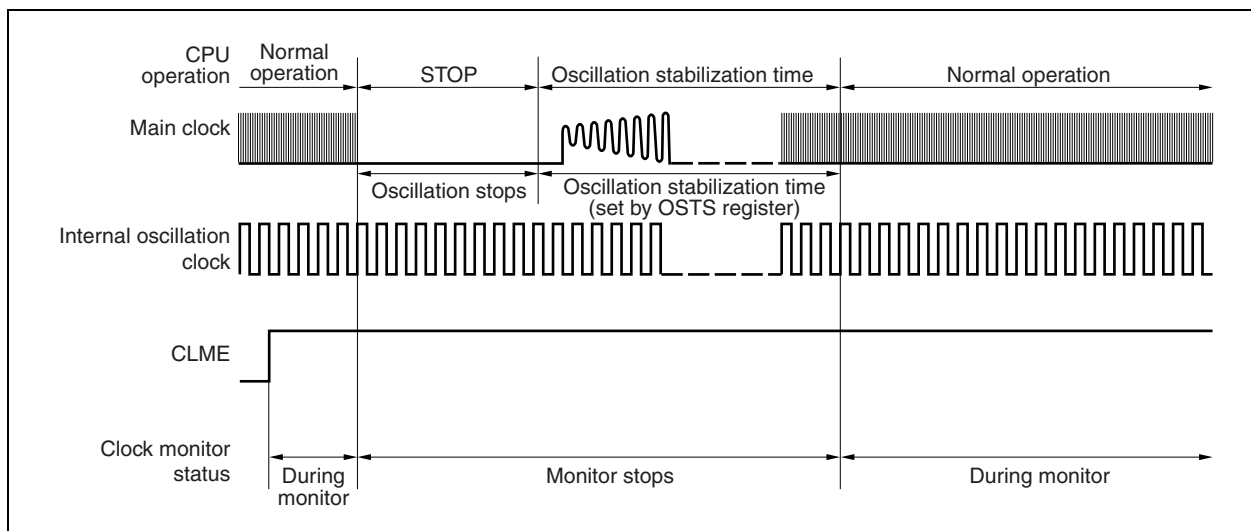 CPU operation
Normal operation
STOP
Oscillation stabilization time
Normal operation
Main clock
Oscillation stops
Oscillation stabilization time
(set by OSTS register)
Internal oscillation
clock
CLME
Clock monitor
status
During
monitor
Monitor stops
During monitor